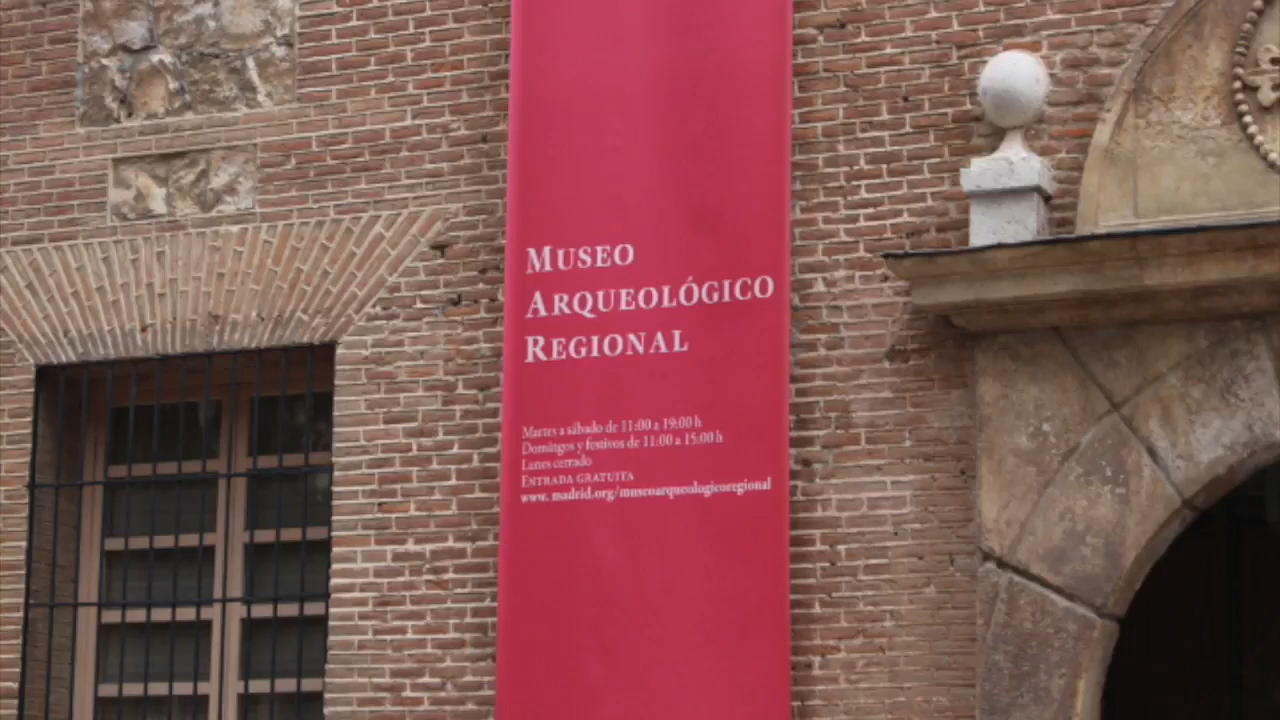 MUSEO
ARQUEOLÓGICO
REGIONAL
Martes a sábado de 11:00 a 19:00 h
Domingos y festivos de 11:00 a 15:00 h
Lunes cerrado
ENTRADA GRATUITA
www. madrid.org/museoarqueologicoregional